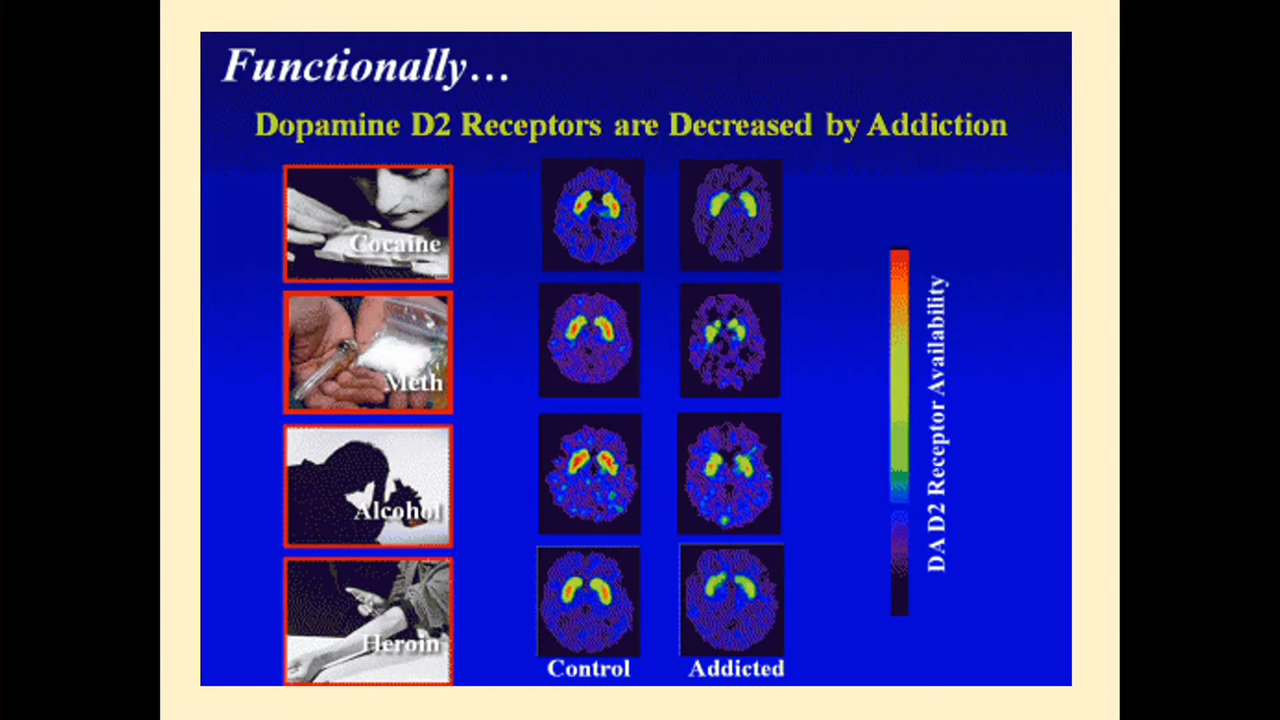 Functionally...
Dopamine D2 Receptors are Decreased by Addiction
Cocaine
Meth
Alcohol
Heroin
Control
Addicted
DA D2 Receptor Availability